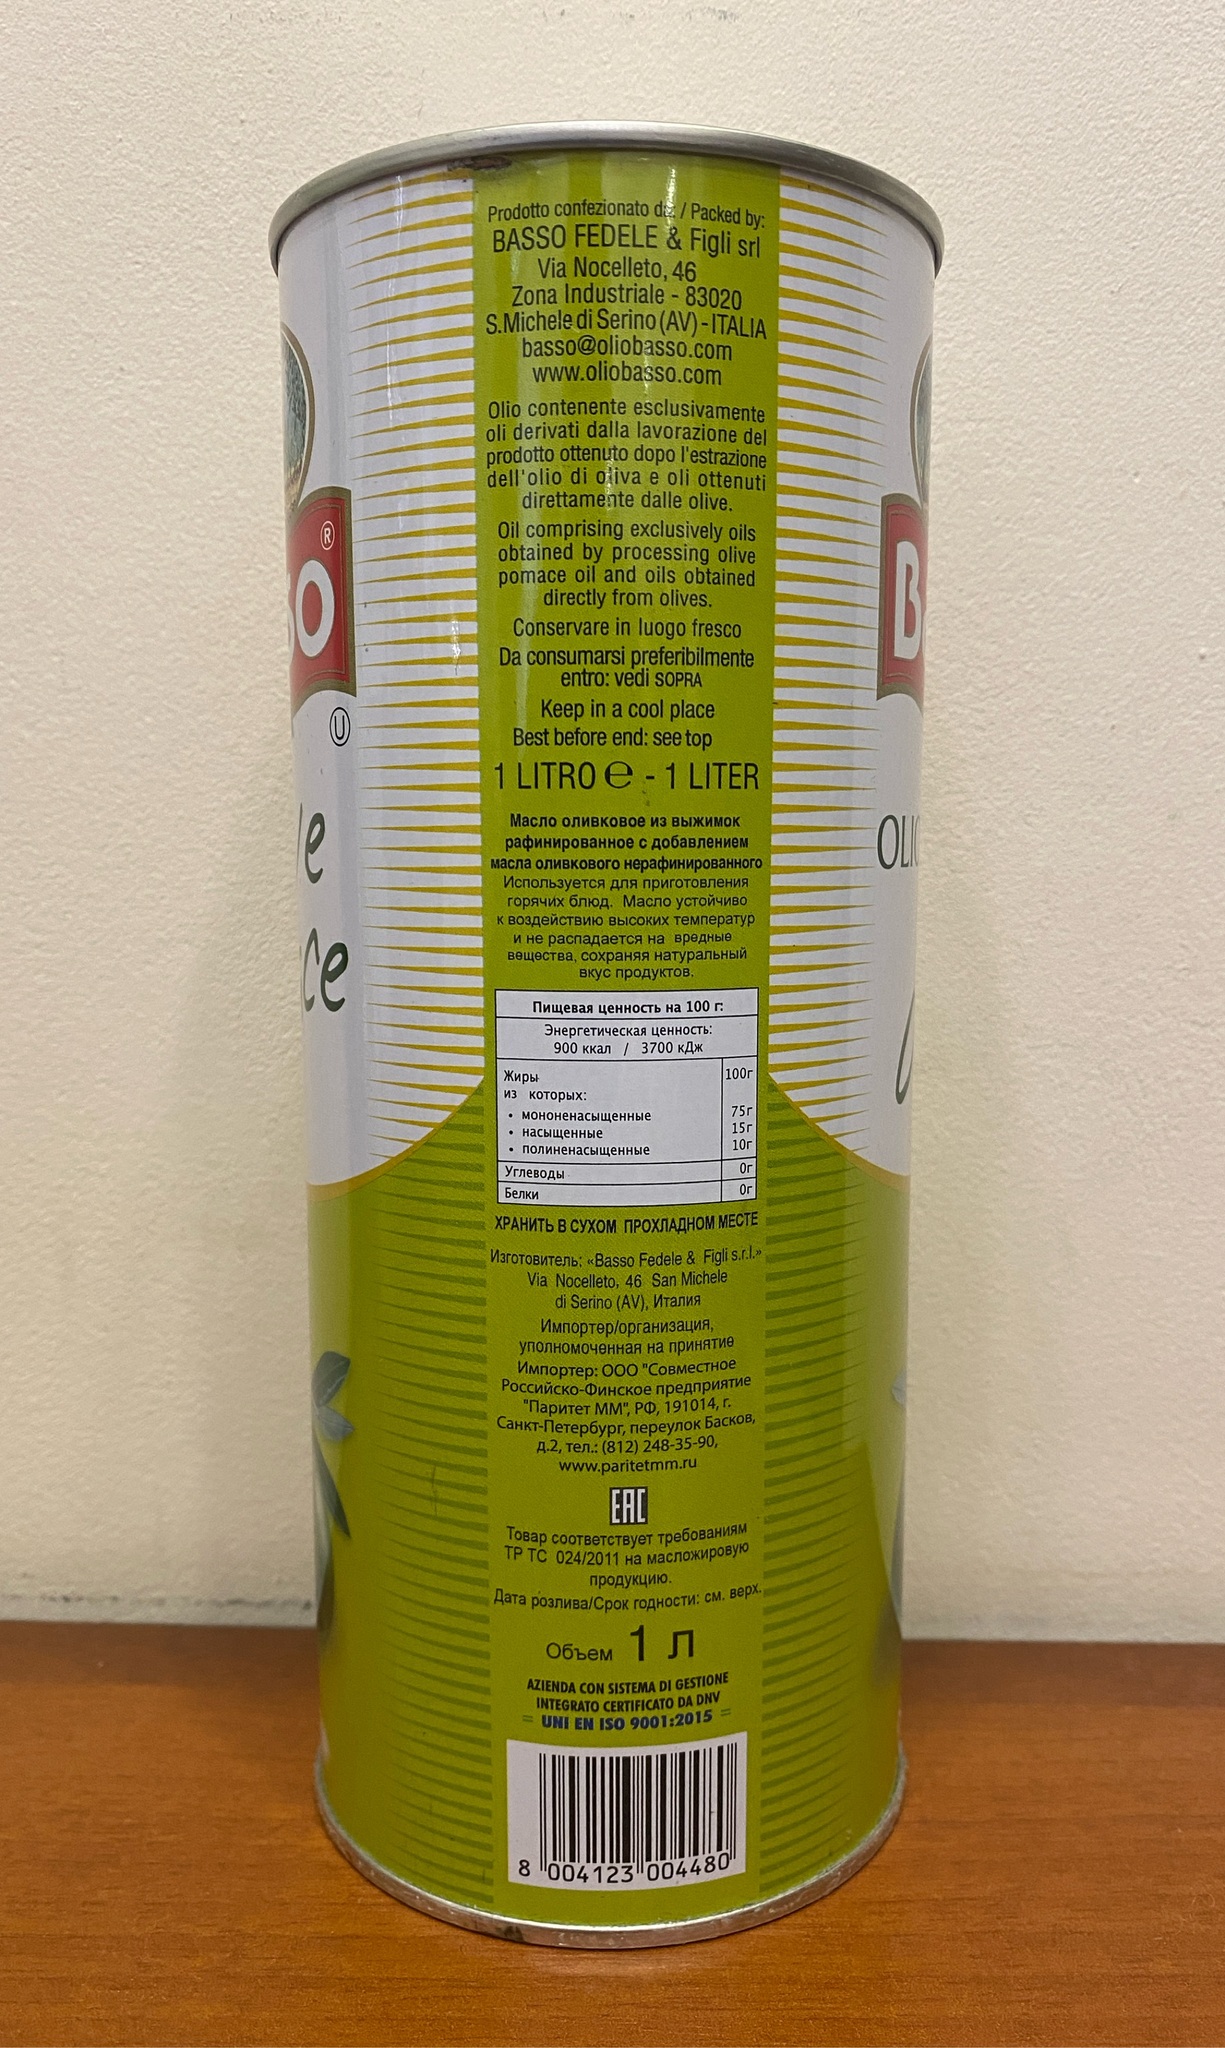 Prodotto confezionato da: / Packed by:
BASSO FEDELE & Figli srl
Via Nocelleto, 46
Zona Industriale - 83020
S.Michele di Serino (AV) - ITALIA
basso@oliobasso.com
www.oliobasso.com
Olio contenente esclusivamente
oli derivati dalla lavorazione del
prodotto ottenuto dopo l'estrazione
dell'olio di oliva e oli ottenuti
direttamente dalle olive.
Oil comprising exclusively oils
obtained by processing olive
pomace oil and oils obtained
directly from olives.
Conservare in luogo fresco
Da consumarsi preferibilmente
entro: vedi SOPRA
Keep in a cool place
Best before end: see top
1 LITRO ℮ - 1 LITER
Масло оливковое из выжимок
рафинированное с добавлением
масла оливкового нерафинированного
Используется для приготовления
горячих блюд. Масло устойчиво
к воздействию высоких температур
и не распадается на вредные
вещества, сохраняя натуральный
вкус продуктов.
Пищевая ценность на 100 г:
Энергетическая ценность:
900 ккал / 3700 кДж
Жиры 100г
из которых:
• мононенасыщенные 75г
• насыщенные 15г
• полиненасыщенные 10г
Углеводы 0г
Белки 0г
ХРАНИТЬ В СУХОМ ПРОХЛАДНОМ МЕСТЕ
Изготовитель: «Basso Fedele & Figli s.r.l.»
Via Nocelleto, 46 San Michele
di Serino (AV), Италия
Импортер/организация,
уполномоченная на принятие
Импортер: ООО "Совместное
Российско-Финское предприятие
"Паритет ММ", РФ, 191014, г.
Санкт-Петербург, переулок Басков,
д.2, тел.: (812) 248-35-90,
www.paritetmm.ru
EAC
Товар соответствует требованиям
ТР ТС 024/2011 на масложировую
продукцию.
Дата розлива/Срок годности: см. верх.
Объем 1 л
AZIENDA CON SISTEMA DI GESTIONE
INTEGRATO CERTIFICATO DA DNV
= UNI EN ISO 9001:2015 =
8 004123 004480